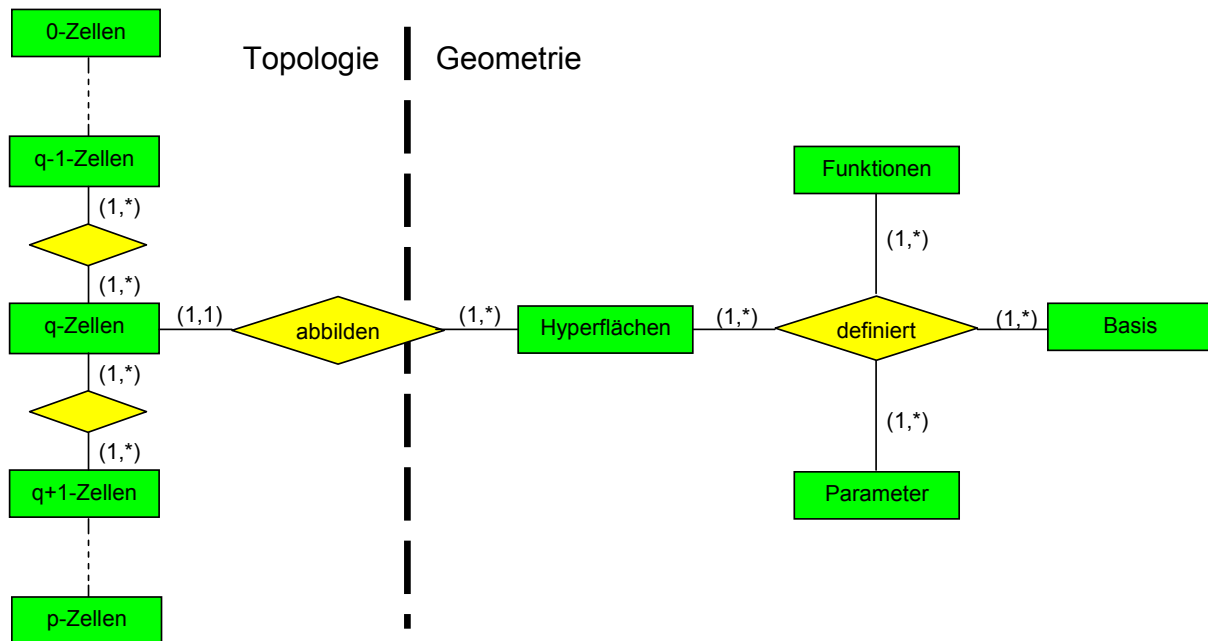 0-Zellen
Topologie
Geometrie
q-1-Zellen
Funktionen
(1,*)
(1,*)
(1,*)
q-Zellen
(1,1)
abbilden
(1,*)
Hyperflächen
(1,*)
definiert
(1,*)
Basis
(1,*)
(1,*)
(1,*)
q+1-Zellen
Parameter
p-Zellen